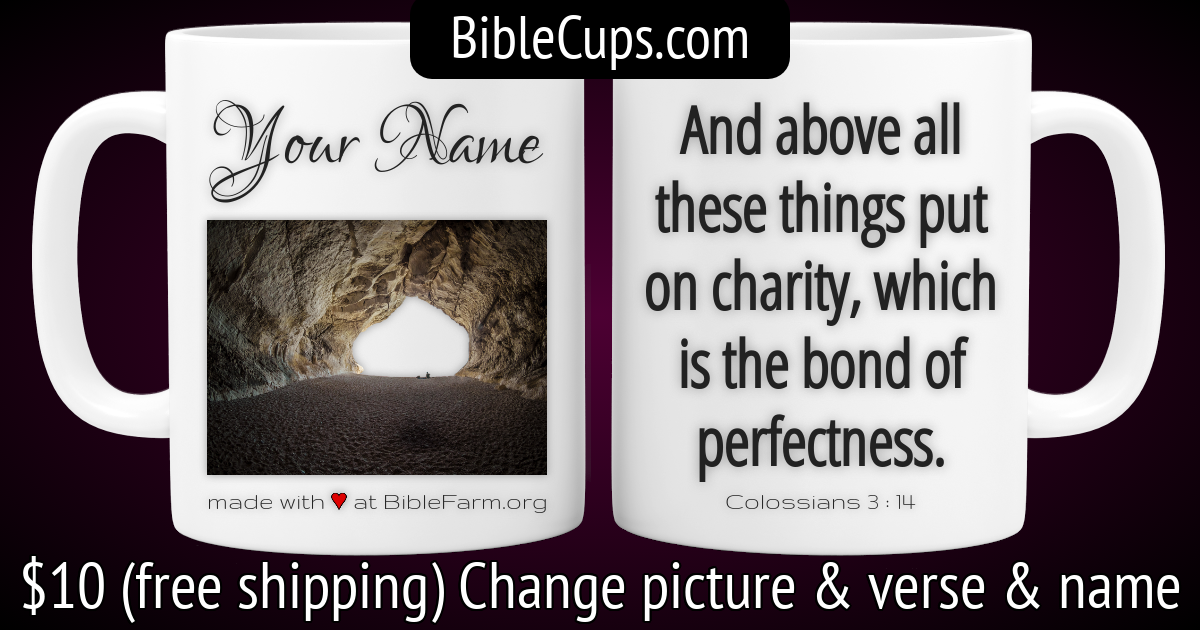 BibleCups.com
Your Name
made with ♥ at BibleFarm.org
And above all
these things put
on charity, which
is the bond of
perfectness.
Colossians 3 : 14
$10 (free shipping) Change picture & verse & name